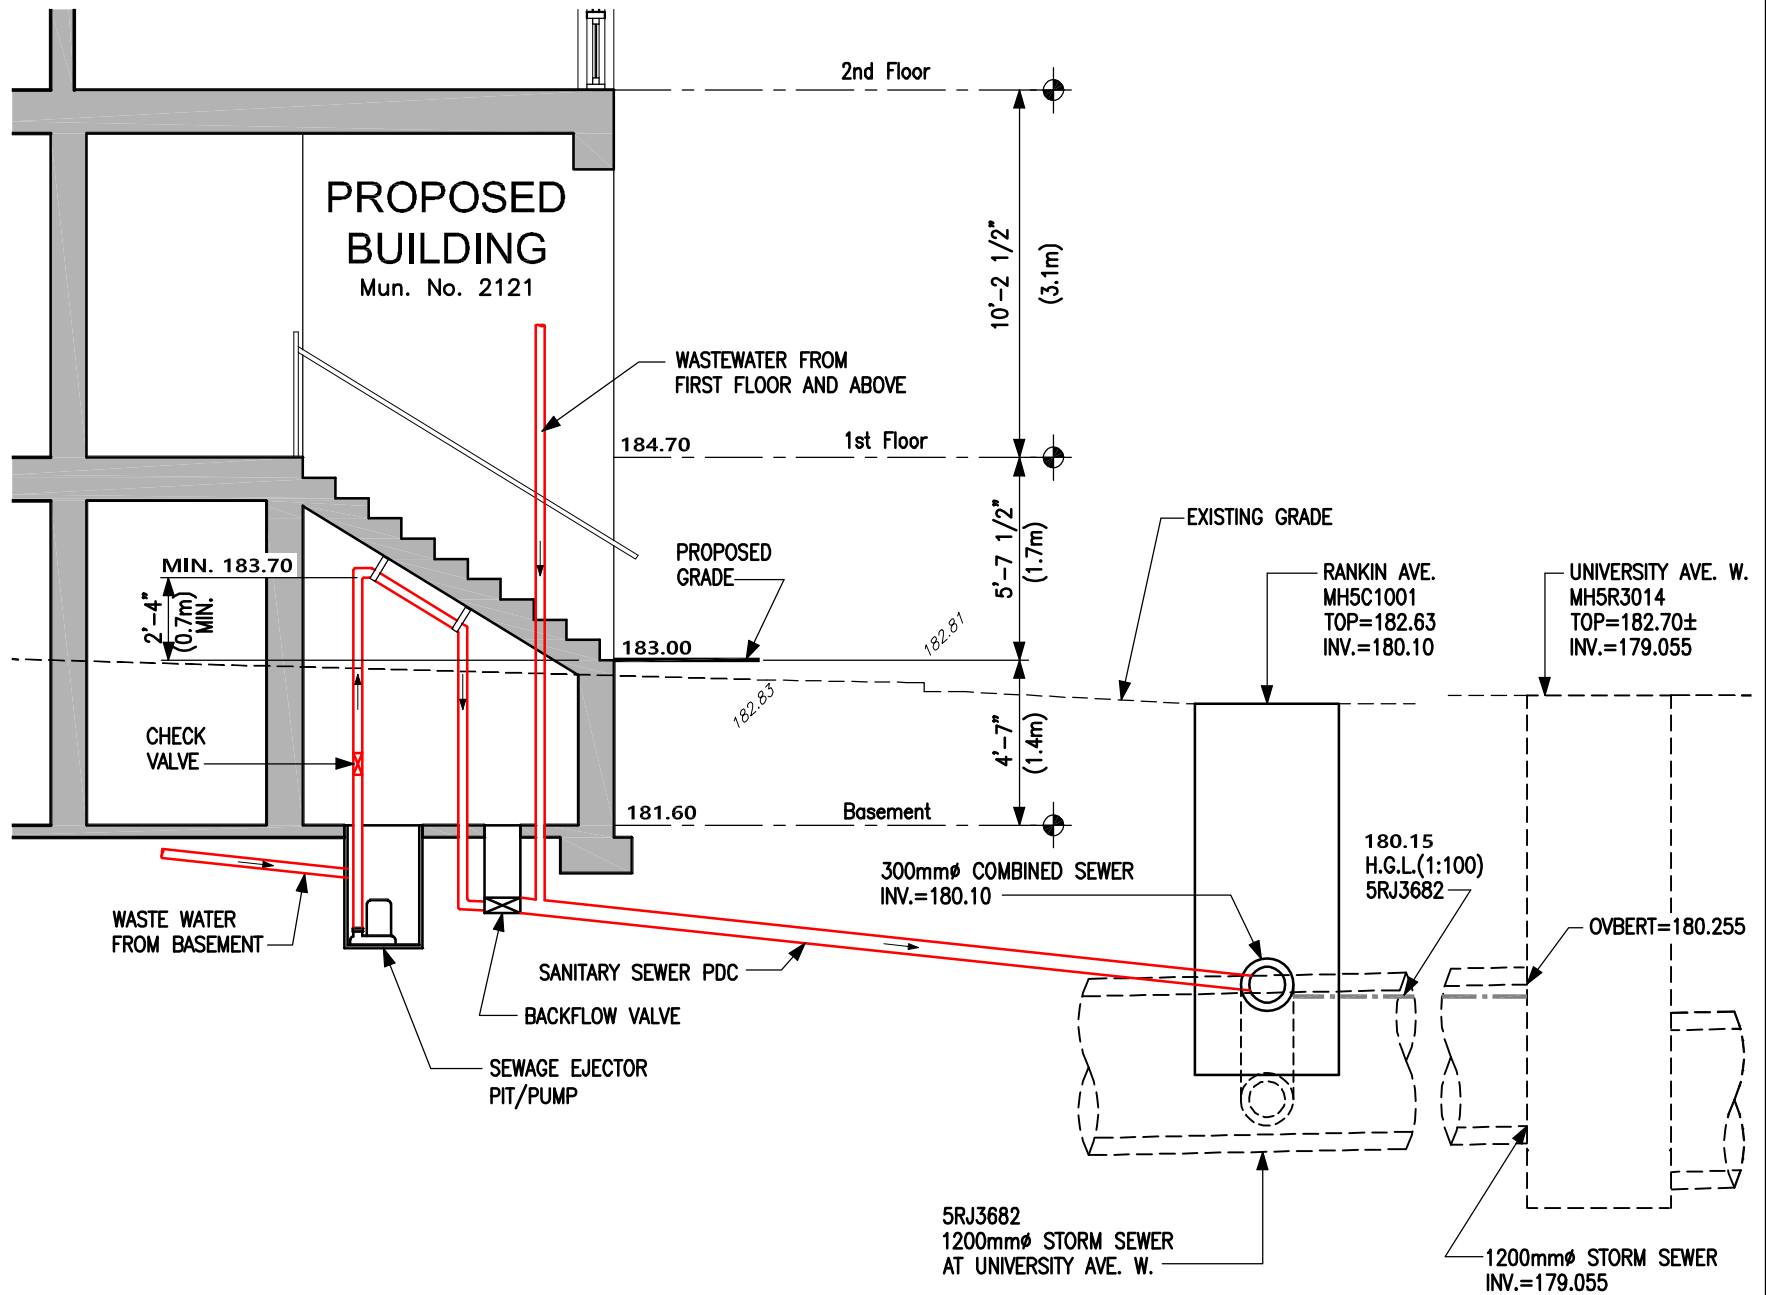 2nd Floor
PROPOSED
BUILDING
Mun. No. 2121
10'-2 1/2"
(3.1m)
WASTEWATER FROM
FIRST FLOOR AND ABOVE
184.70
1st Floor
5'-7 1/2"
(1.7m)
EXISTING GRADE
MIN. 183.70
2'-4"
(0.7m)
MIN.
PROPOSED
GRADE
183.00
182.81
182.83
RANKIN AVE.
MH5C1001
TOP=182.63
INV.=180.10
UNIVERSITY AVE. W.
MH5R3014
TOP=182.70±
INV.=179.055
CHECK
VALVE
4'-7"
(1.4m)
181.60
Basement
180.15
H.G.L.(1:100)
5RJ3682
300mmø COMBINED SEWER
INV.=180.10
WASTE WATER
FROM BASEMENT
OVBERT=180.255
SANITARY SEWER PDC
BACKFLOW VALVE
SEWAGE EJECTOR
PIT/PUMP
5RJ3682
1200mmø STORM SEWER
AT UNIVERSITY AVE. W.
1200mmø STORM SEWER
INV.=179.055